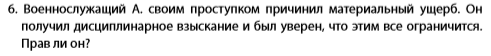 6. Военнослужащий А. своим проступком причинил материальный ущерб. Он
получил дисциплинарное взыскание и был уверен, что этим все ограничится.
Прав ли он?